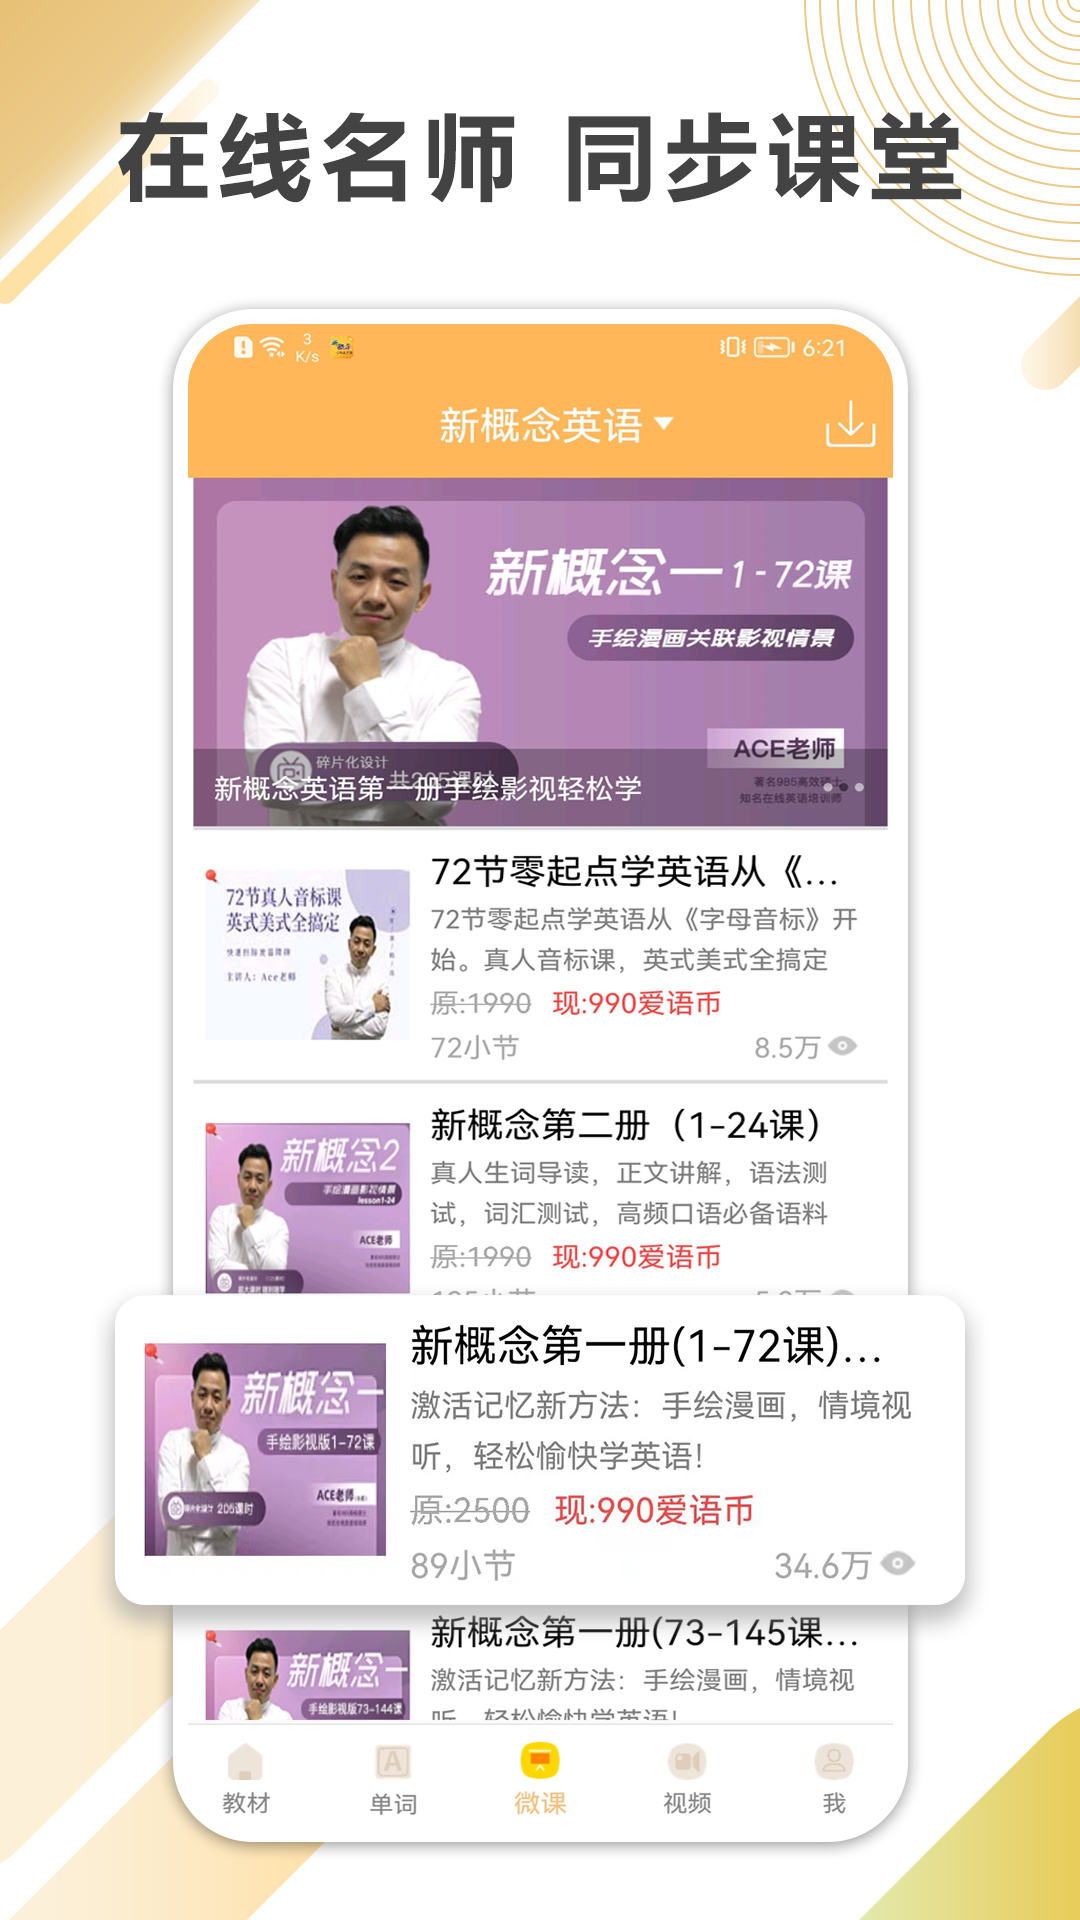 在线名师 同步课堂
3
K/s
6:21
新概念英语
新概念一1-72课
手绘漫画关联影视情景
ACE老师
著名985高效硕士
知名在线英语培训师
碎片化设计
共205课时
新概念英语第一册手绘影视轻松学
72节真人音标课
英式美式全搞定
快速扫除发音障碍
主讲人：Ace老师
72节零起点学英语从《...
72节零起点学英语从《字母音标》开
始。真人音标课，英式美式全搞定
原:1990 现:990爱语币
72小节 8.5万
新概念2
手绘漫画影视情景
lesson1-24
ACE老师
新概念第二册（1-24课）
真人生词导读，正文讲解，语法测
试，词汇测试，高频口语必备语料
原:1990 现:990爱语币
新概念一
手绘影视版1-72课
ACE老师
碎片化设计 205课时
新概念第一册(1-72课)...
激活记忆新方法：手绘漫画，情境视
听，轻松愉快学英语！
原:2500 现:990爱语币
89小节 34.6万
新概念一
手绘影视版73-144课
新概念第一册(73-145课...
激活记忆新方法：手绘漫画，情境视
听，轻松愉快学英语！
教材
A
单词
微课
视频
我